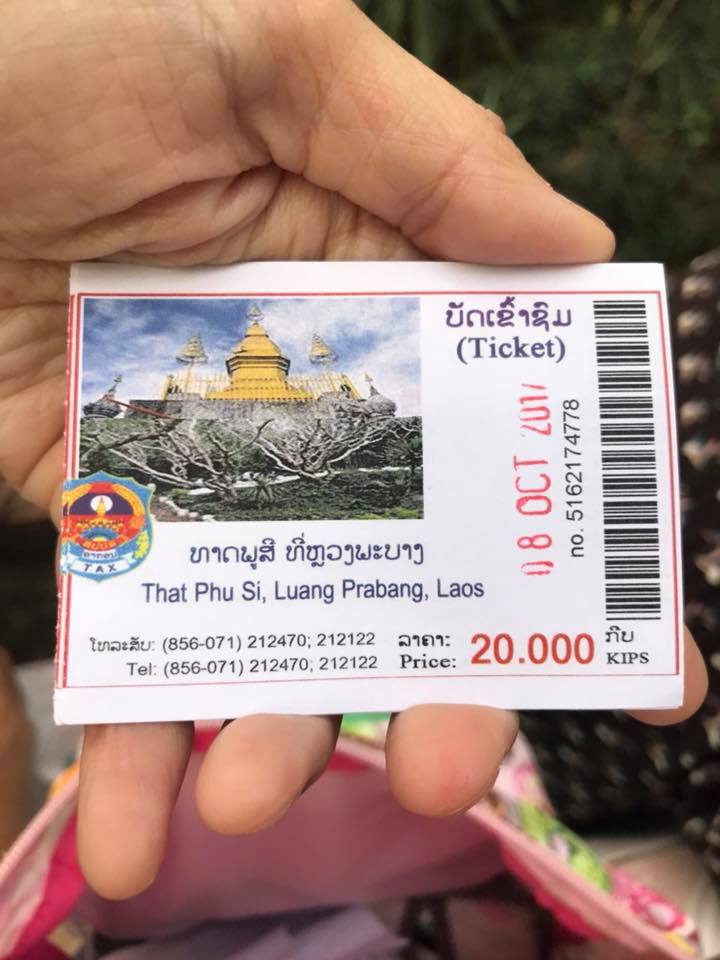 ບັດເຂົ້າຊົມ
(Ticket)
08 OCT 2017
no. 5162174778
TAX
ທາດພູສີ ທີ່ຫຼວງພະບາງ
That Phu Si, Luang Prabang, Laos
ໂທລະສັບ: (856-071) 212470; 212122
Tel: (856-071) 212470; 212122
ລາຄາ:
Price:
20.000
ກີບ
KIPS